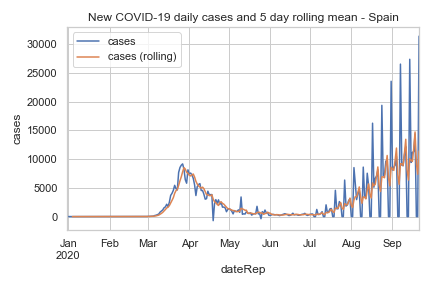 New COVID-19 daily cases and 5 day rolling mean - Spain
cases
cases (rolling)
30000
25000
20000
15000
10000
5000
0
cases
Jan Feb Mar Apr May Jun Jul Aug Sep
2020
dateRep